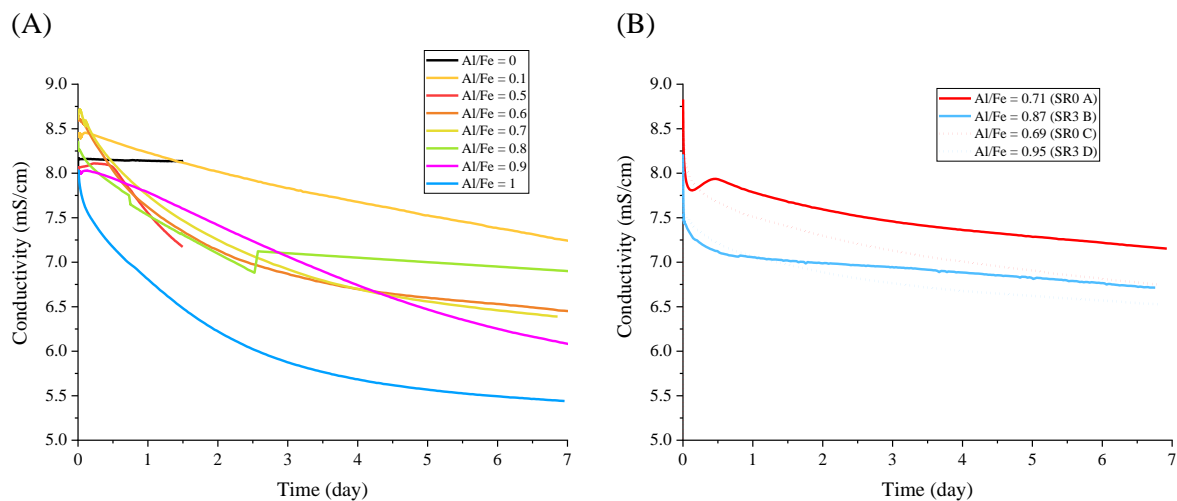 (A)
Al/Fe = 0
Al/Fe = 0.1
Al/Fe = 0.5
Al/Fe = 0.6
Al/Fe = 0.7
Al/Fe = 0.8
Al/Fe = 0.9
Al/Fe = 1
9.0
8.5
8.0
7.5
7.0
6.5
6.0
5.5
5.0
Conductivity (mS/cm)
0 1 2 3 4 5 6 7
Time (day)
(B)
Al/Fe = 0.71 (SR0 A)
Al/Fe = 0.87 (SR3 B)
Al/Fe = 0.69 (SR0 C)
Al/Fe = 0.95 (SR3 D)
9.0
8.5
8.0
7.5
7.0
6.5
6.0
5.5
5.0
Conductivity (mS/cm)
0 1 2 3 4 5 6 7
Time (day)